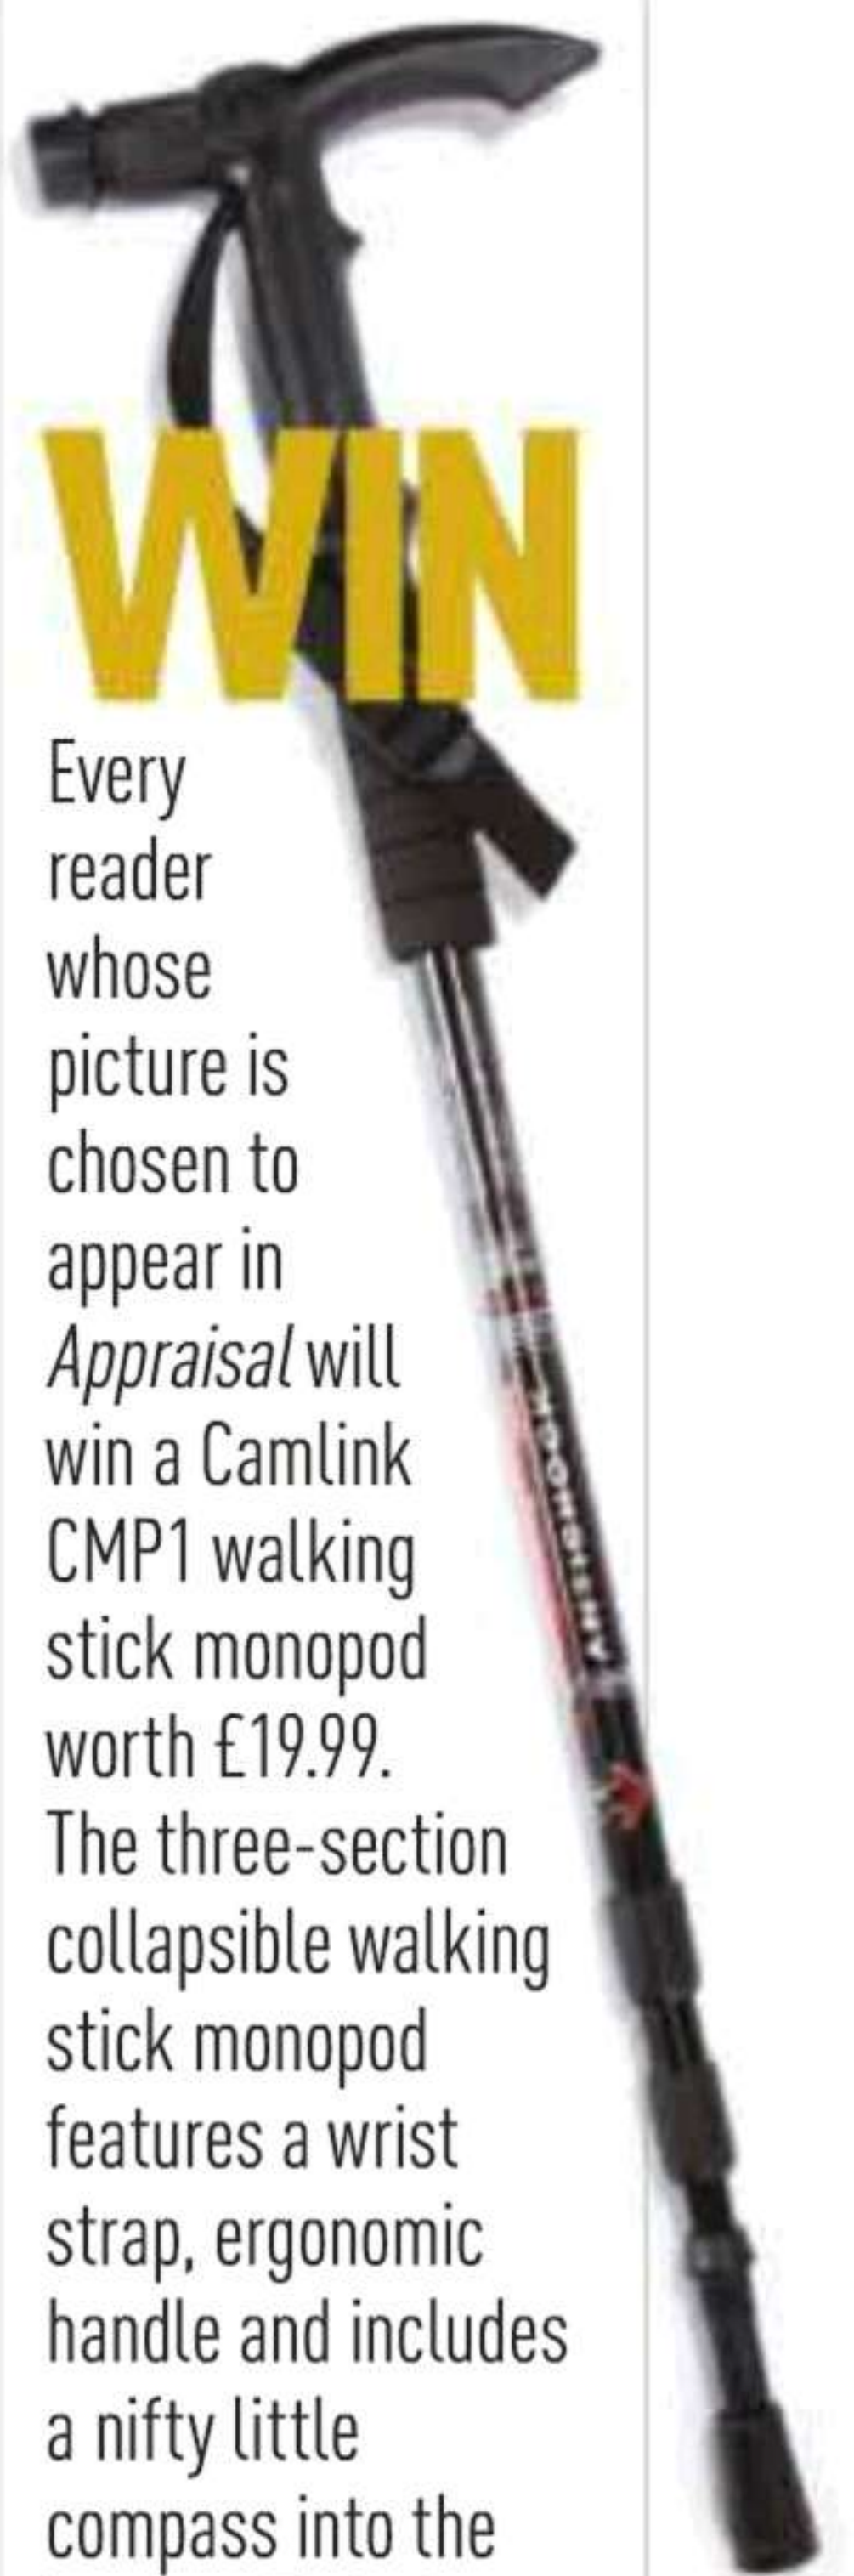 WIN
Every
reader
whose
picture is
chosen to
appear in
Appraisal will
win a Camlink
CMP1 walking
stick monopod
worth £19.99.
The three-section
collapsible walking
stick monopod
features a wrist
strap, ergonomic
handle and includes
a nifty little
compass into the